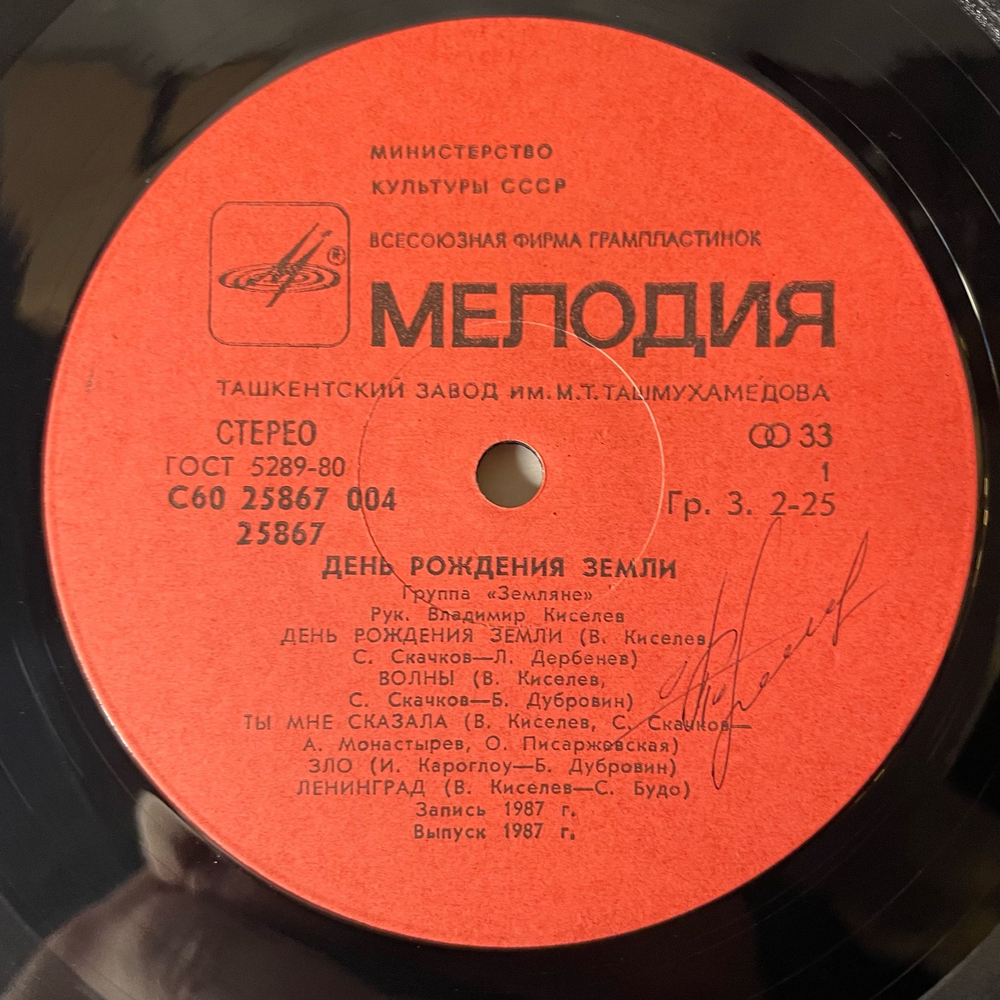 МИНИСТЕРСТВО
КУЛЬТУРЫ СССР
ВСЕСОЮЗНАЯ ФИРМА ГРАМПЛАСТИНОК
®
МЕЛОДИЯ
ТАШКЕНТСКИЙ ЗАВОД им. М.Т. ТАШМУХАМЕДОВА
СТЕРЕО
33
ГОСТ 5289-80
1
С60 25867 004
Гр. 3. 2-25
25867
ДЕНЬ РОЖДЕНИЯ ЗЕМЛИ
Группа «Земляне»
Рук. Владимир Киселев
ДЕНЬ РОЖДЕНИЯ ЗЕМЛИ (В. Киселев,
С. Скачков—Л. Дербенев)
ВОЛНЫ (В. Киселев,
С. Скачков—Б. Дубровин)
ТЫ МНЕ СКАЗАЛА (В. Киселев, С. Скачков—
А. Монастырев, О. Писаржевская)
ЗЛО (И. Кароглоу—Б. Дубровин)
ЛЕНИНГРАД (В. Киселев—С. Будо)
Запись 1987 г.
Выпуск 1987 г.